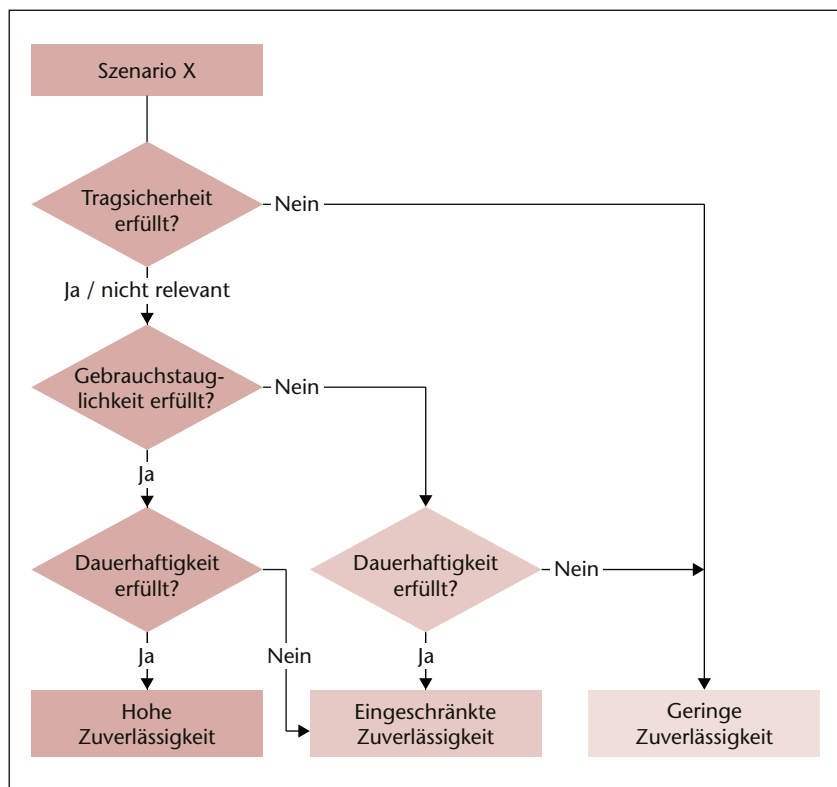 Szenario X
Tragsicherheit
erfüllt?
Nein
Ja / nicht relevant
Gebrauchstaug-
lichkeit erfüllt?
Nein
Ja
Dauerhaftigkeit
erfüllt?
Dauerhaftigkeit
erfüllt?
Nein
Ja
Nein
Ja
Hohe
Zuverlässigkeit
Eingeschränkte
Zuverlässigkeit
Geringe
Zuverlässigkeit